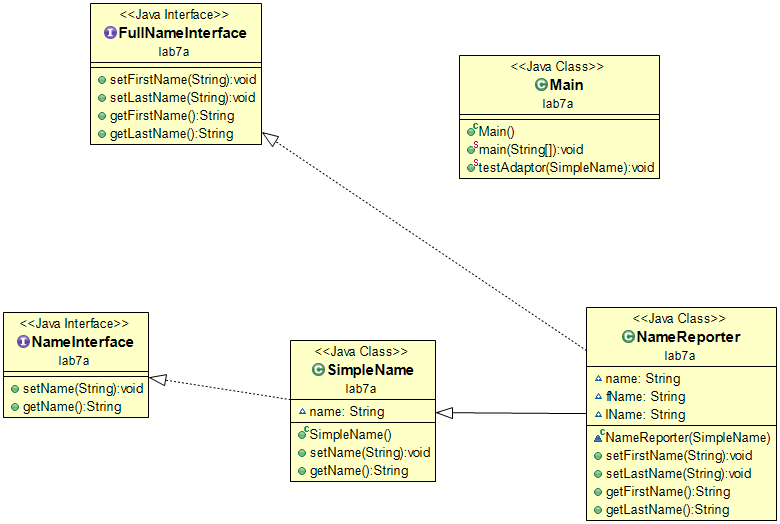 <<Java Interface>>
FullNameInterface
lab7a
setFirstName(String):void
setLastName(String):void
getFirstName():String
getLastName():String
<<Java Class>>
Main
lab7a
Main()
main(String[]):void
testAdaptor(SimpleName):void
<<Java Interface>>
NameInterface
lab7a
setName(String):void
getName():String
<<Java Class>>
SimpleName
lab7a
name: String
SimpleName()
setName(String):void
getName():String
<<Java Class>>
NameReporter
lab7a
name: String
fName: String
lName: String
NameReporter(SimpleName)
setFirstName(String):void
setLastName(String):void
getFirstName():String
getLastName():String